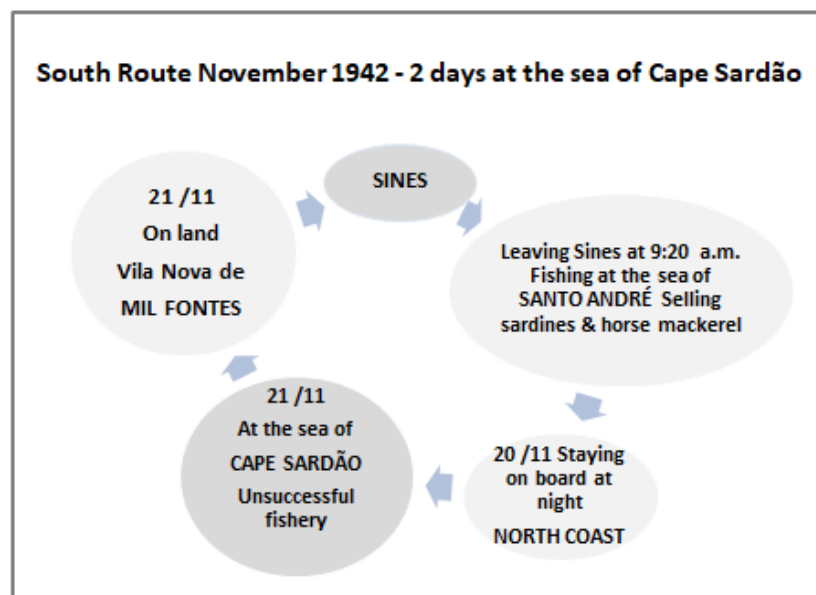 South Route November 1942 - 2 days at the sea of Cape Sardão
SINES
Leaving Sines at 9:20 a.m.
Fishing at the sea of
SANTO ANDRÉ Selling
sardines & horse mackerel
20 /11 Staying
on board at
night
NORTH COAST
21 /11
At the sea of
CAPE SARDÃO
Unsuccessful
fishery
21 /11
On land
Vila Nova de
MIL FONTES